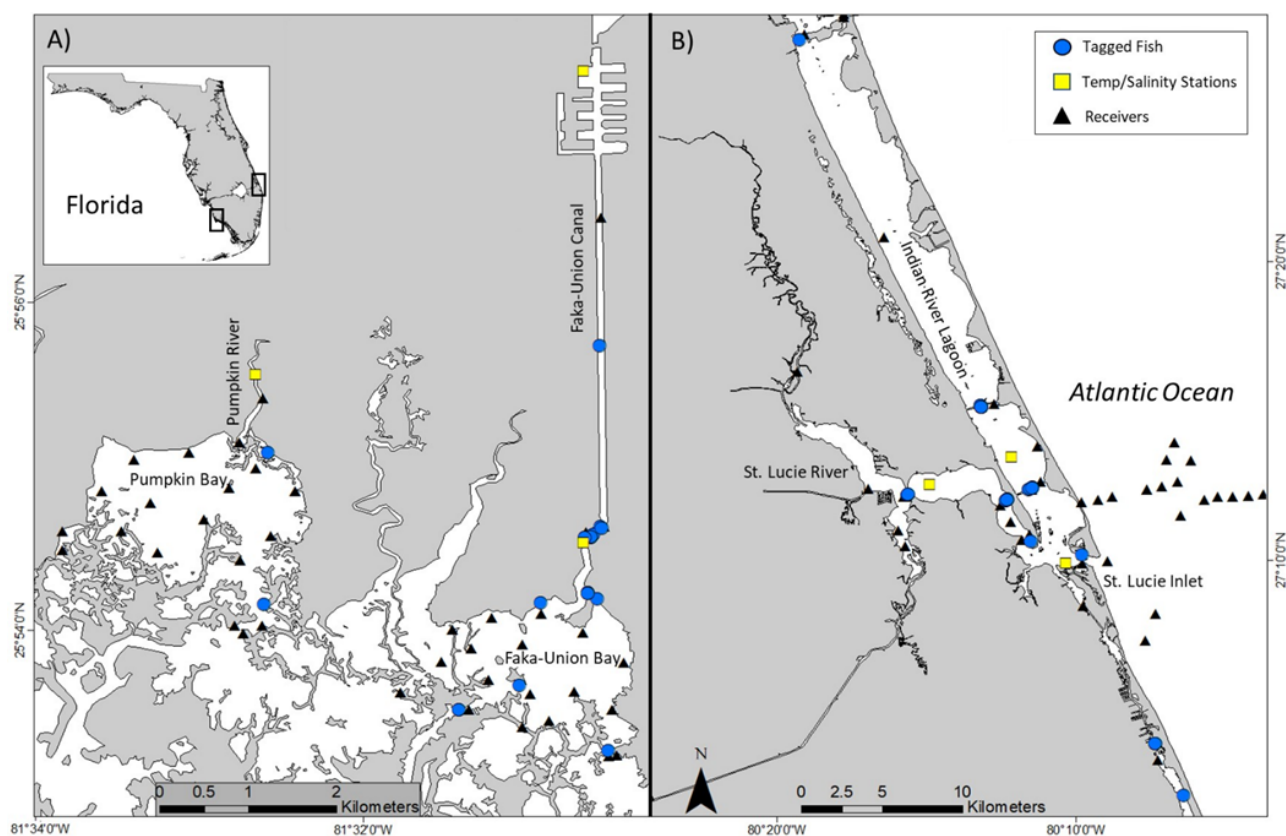 A)
Florida
Faka-Union Canal
Pumpkin River
Pumpkin Bay
Faka-Union Bay
0 0.5 1 2
Kilometers
25°56'0"N
25°54'0"N
81°34'0"W
81°32'0"W
B)
Tagged Fish
Temp/Salinity Stations
Receivers
Indian River Lagoon
Atlantic Ocean
St. Lucie River
St. Lucie Inlet
N
0 2.5 5 10
Kilometers
27°20'0"N
27°10'0"N
80°20'0"W
80°10'0"W